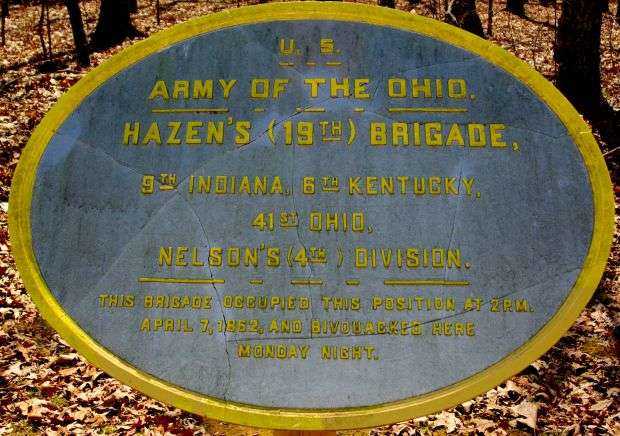 U. S.
ARMY OF THE OHIO.
HAZEN'S (19TH) BRIGADE,
9TH INDIANA, 6TH KENTUCKY,
41ST OHIO,
NELSON'S (4TH) DIVISION.
THIS BRIGADE OCCUPIED THIS POSITION AT 2 P.M.
APRIL 7, 1862, AND BIVOUACKED HERE
MONDAY NIGHT.